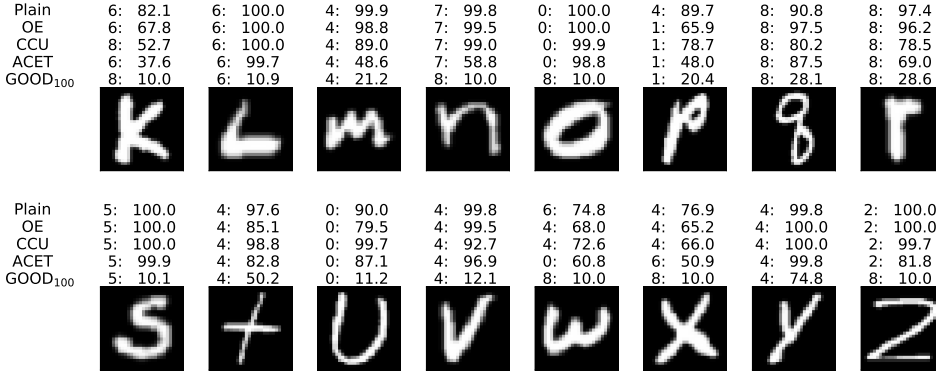 Plain 6: 82.1 6: 100.0 4: 99.9 7: 99.8 0: 100.0 4: 89.7 8: 90.8 8: 97.4
OE 6: 67.8 6: 100.0 4: 98.8 7: 99.5 0: 100.0 1: 65.9 8: 97.5 8: 96.2
CCU 8: 52.7 6: 100.0 4: 89.0 7: 99.0 0: 99.9 1: 78.7 8: 80.2 8: 78.5
ACET 6: 37.6 6: 99.7 4: 48.6 7: 58.8 0: 98.8 1: 48.0 8: 87.5 8: 69.0
GOOD₁₀₀ 8: 10.0 6: 10.9 4: 21.2 8: 10.0 8: 10.0 1: 20.4 8: 28.1 8: 28.6
K L m n o p q r
Plain 5: 100.0 4: 97.6 0: 90.0 4: 99.8 6: 74.8 4: 76.9 4: 99.8 2: 100.0
OE 5: 100.0 4: 85.1 0: 79.5 4: 99.5 4: 68.0 4: 65.2 4: 100.0 2: 100.0
CCU 5: 100.0 4: 98.8 0: 99.7 4: 92.7 4: 72.6 4: 66.0 4: 100.0 2: 99.7
ACET 5: 99.9 4: 82.8 0: 87.1 4: 96.9 0: 60.8 6: 50.9 4: 99.8 2: 81.8
GOOD₁₀₀ 5: 10.1 4: 50.2 0: 11.2 4: 12.1 8: 10.0 8: 10.0 4: 74.8 8: 10.0
S t U V w X y Z